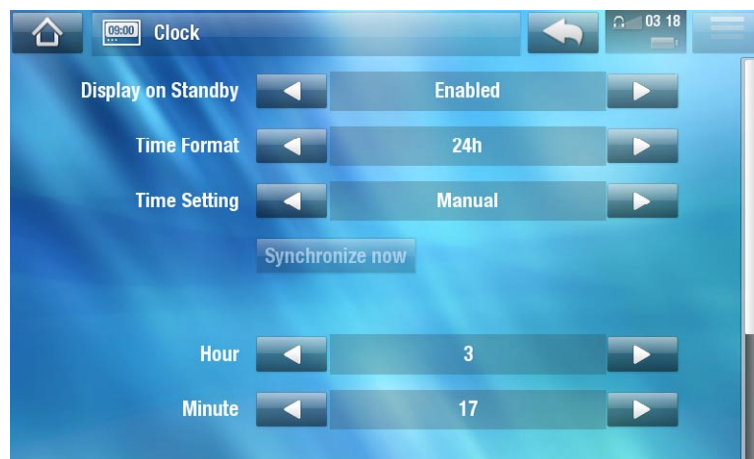 09:00 Clock 03 18
Display on Standby Enabled
Time Format 24h
Time Setting Manual
Synchronize now
Hour 3
Minute 17